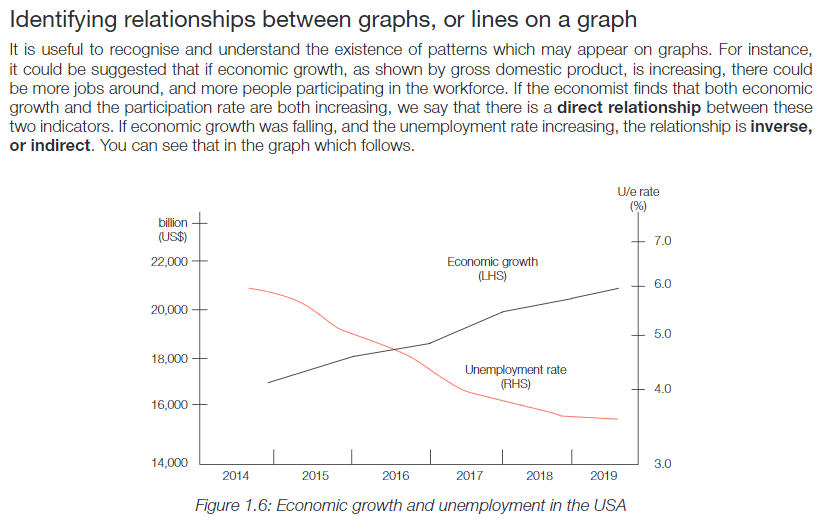 Identifying relationships between graphs, or lines on a graph
It is useful to recognise and understand the existence of patterns which may appear on graphs. For instance,
it could be suggested that if economic growth, as shown by gross domestic product, is increasing, there could
be more jobs around, and more people participating in the workforce. If the economist finds that both economic
growth and the participation rate are both increasing, we say that there is a direct relationship between these
two indicators. If economic growth was falling, and the unemployment rate increasing, the relationship is inverse,
or indirect. You can see that in the graph which follows.
U/e rate
(%)
billion
(US$)
7.0
22,000
Economic growth
(LHS)
6.0
20,000
5.0
18,000
Unemployment rate
(RHS)
4.0
16,000
14,000
3.0
2014 2015 2016 2017 2018 2019
Figure 1.6: Economic growth and unemployment in the USA